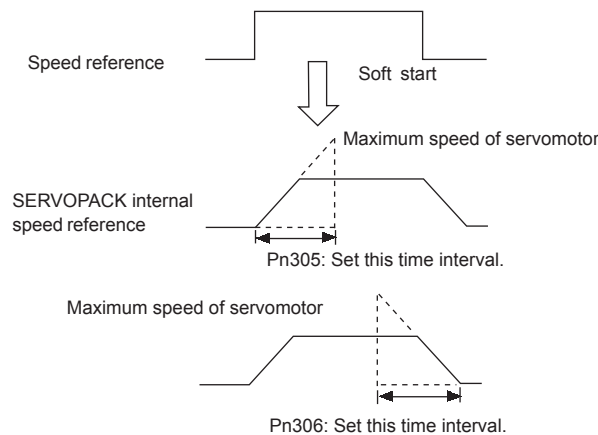 Speed reference
Soft start
Maximum speed of servomotor
SERVOPACK internal
speed reference
Pn305: Set this time interval.
Maximum speed of servomotor
Pn306: Set this time interval.